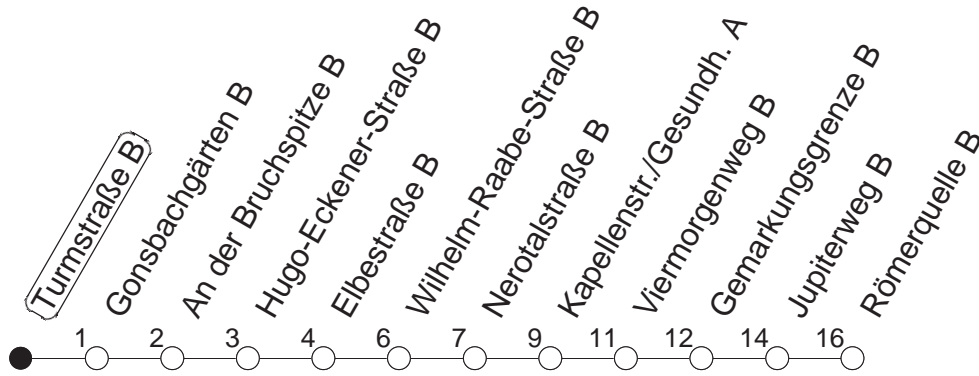 Turmstraße B
Gonsbachgärten B
An der Bruchspitze B
Hugo-Eckener-Straße B
Elbestraße B
Wilhelm-Raabe-Straße B
Nerotalstraße B
Kapellenstr./Gesundh. A
Viermorgenweg B
Gemarkungsgrenze B
Jupiterweg B
Römerquelle B
1 2 3 4 6 7 9 11 12 14 16